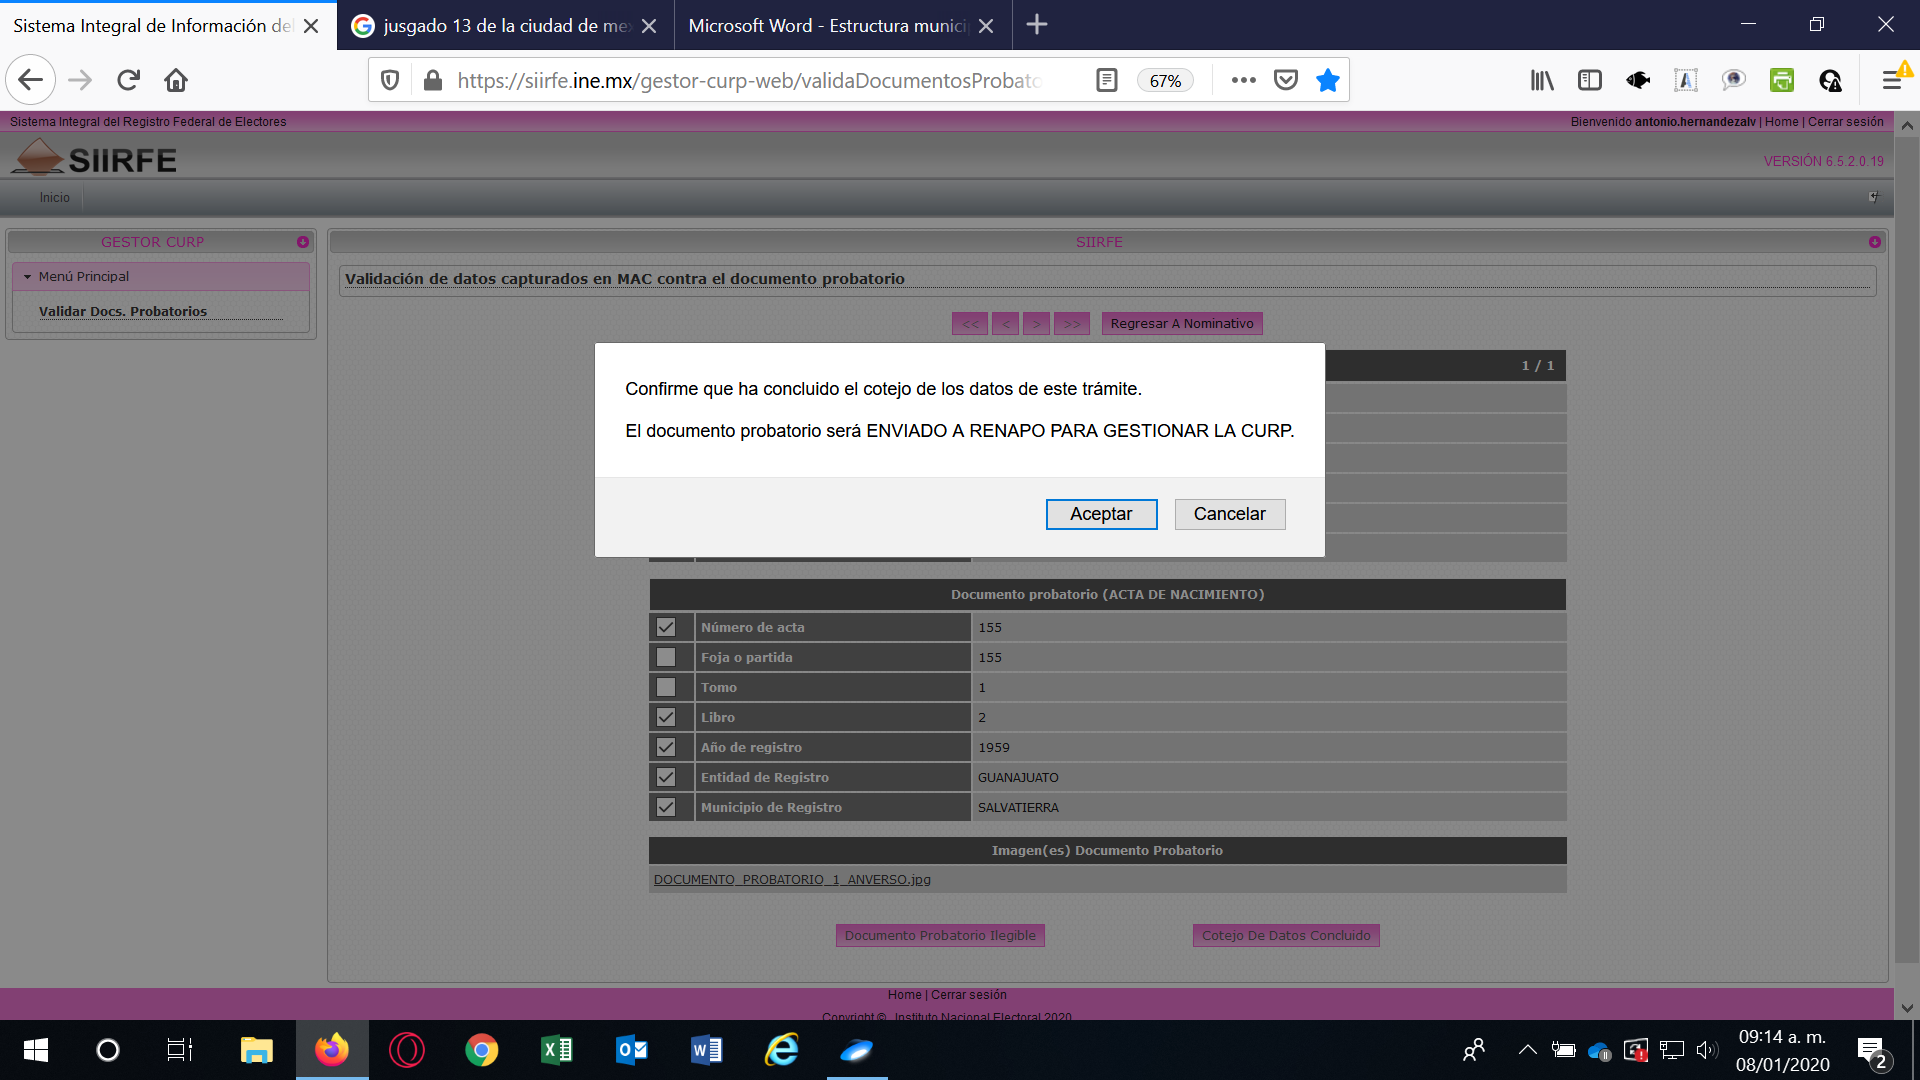 Sistema Integral de Información del
jusgado 13 de la ciudad de mex
Microsoft Word - Estructura munici
https://siirfe.ine.mx/gestor-curp-web/validaDocumentosProbato
67%
Sistema Integral del Registro Federal de Electores
Bienvenido antonio.hernandezalv | Home | Cerrar sesión
SIIRFE
VERSIÓN 6.5.2.0.19
Inicio
GESTOR CURP
SIIRFE
Menú Principal
Validar Docs. Probatorios
Validación de datos capturados en MAC contra el documento probatorio
<< < > >> Regresar A Nominativo
1 / 1
Confirme que ha concluido el cotejo de los datos de este trámite.
El documento probatorio será ENVIADO A RENAPO PARA GESTIONAR LA CURP.
Aceptar Cancelar
Documento probatorio (ACTA DE NACIMIENTO)
Número de acta 155
Foja o partida 155
Tomo 1
Libro 2
Año de registro 1959
Entidad de Registro GUANAJUATO
Municipio de Registro SALVATIERRA
Imagen(es) Documento Probatorio
DOCUMENTO_PROBATORIO_1_ANVERSO.jpg
Documento Probatorio Ilegible
Cotejo De Datos Concluido
Home | Cerrar sesión
Copyright © Instituto Nacional Electoral 2020
09:14 a. m.
08/01/2020
2